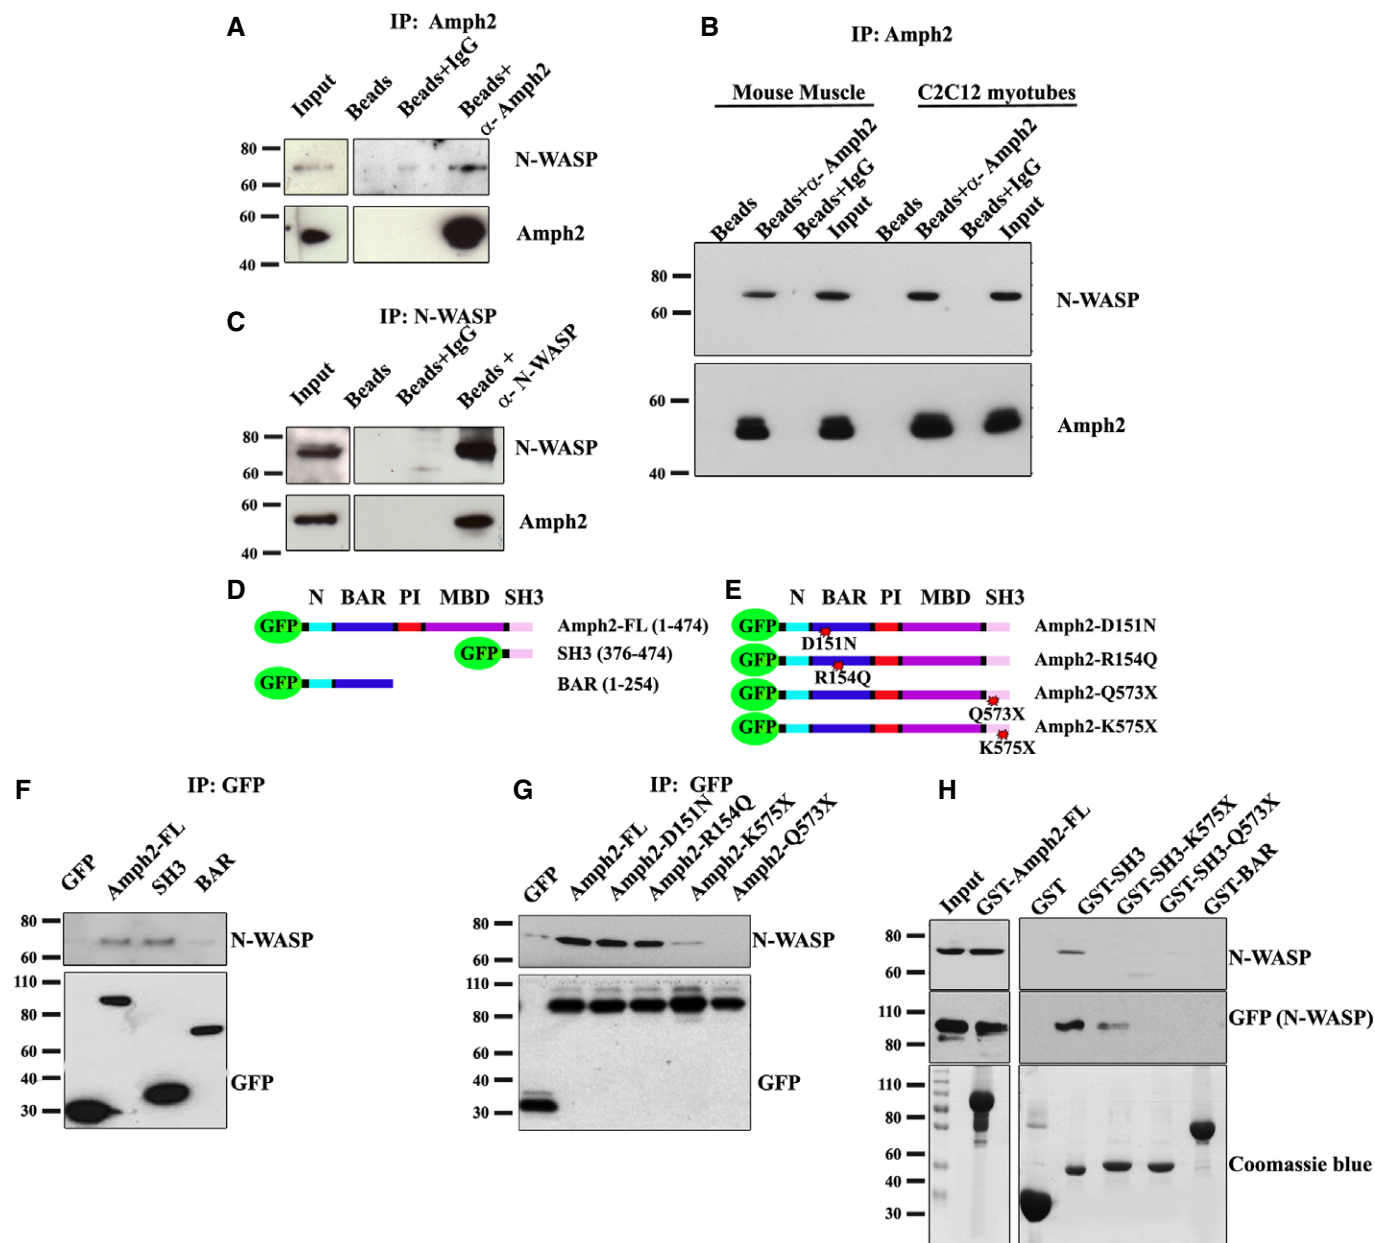 A
IP: Amph2
Input
Beads
Beads+IgG
Beads+
α- Amph2
80
60
N-WASP
60
40
Amph2
B
IP: Amph2
Mouse Muscle
C2C12 myotubes
Beads
Beads+α- Amph2
Beads+IgG
Input
Beads
Beads+α- Amph2
Beads+IgG
Input
80
60
N-WASP
60
40
Amph2
C
IP: N-WASP
Input
Beads
Beads+IgG
Beads +
α- N-WASP
80
60
N-WASP
60
40
Amph2
D
N BAR PI MBD SH3
GFP Amph2-FL (1-474)
GFP SH3 (376-474)
GFP BAR (1-254)
E
N BAR PI MBD SH3
GFP Amph2-D151N
D151N
GFP Amph2-R154Q
R154Q
GFP Amph2-Q573X
Q573X
GFP Amph2-K575X
K575X
F
IP: GFP
GFP
Amph2-FL
SH3
BAR
80
60
N-WASP
110
80
60
40
30
GFP
G
IP: GFP
GFP
Amph2-FL
Amph2-D151N
Amph2-R154Q
Amph2-K575X
Amph2-Q573X
80
60
N-WASP
110
80
60
40
30
GFP
H
Input
GST-Amph2-FL
GST
GST-SH3
GST-SH3-K575X
GST-SH3-Q573X
GST-BAR
80
60
N-WASP
110
80
GFP (N-WASP)
110
80
60
40
30
Coomassie blue